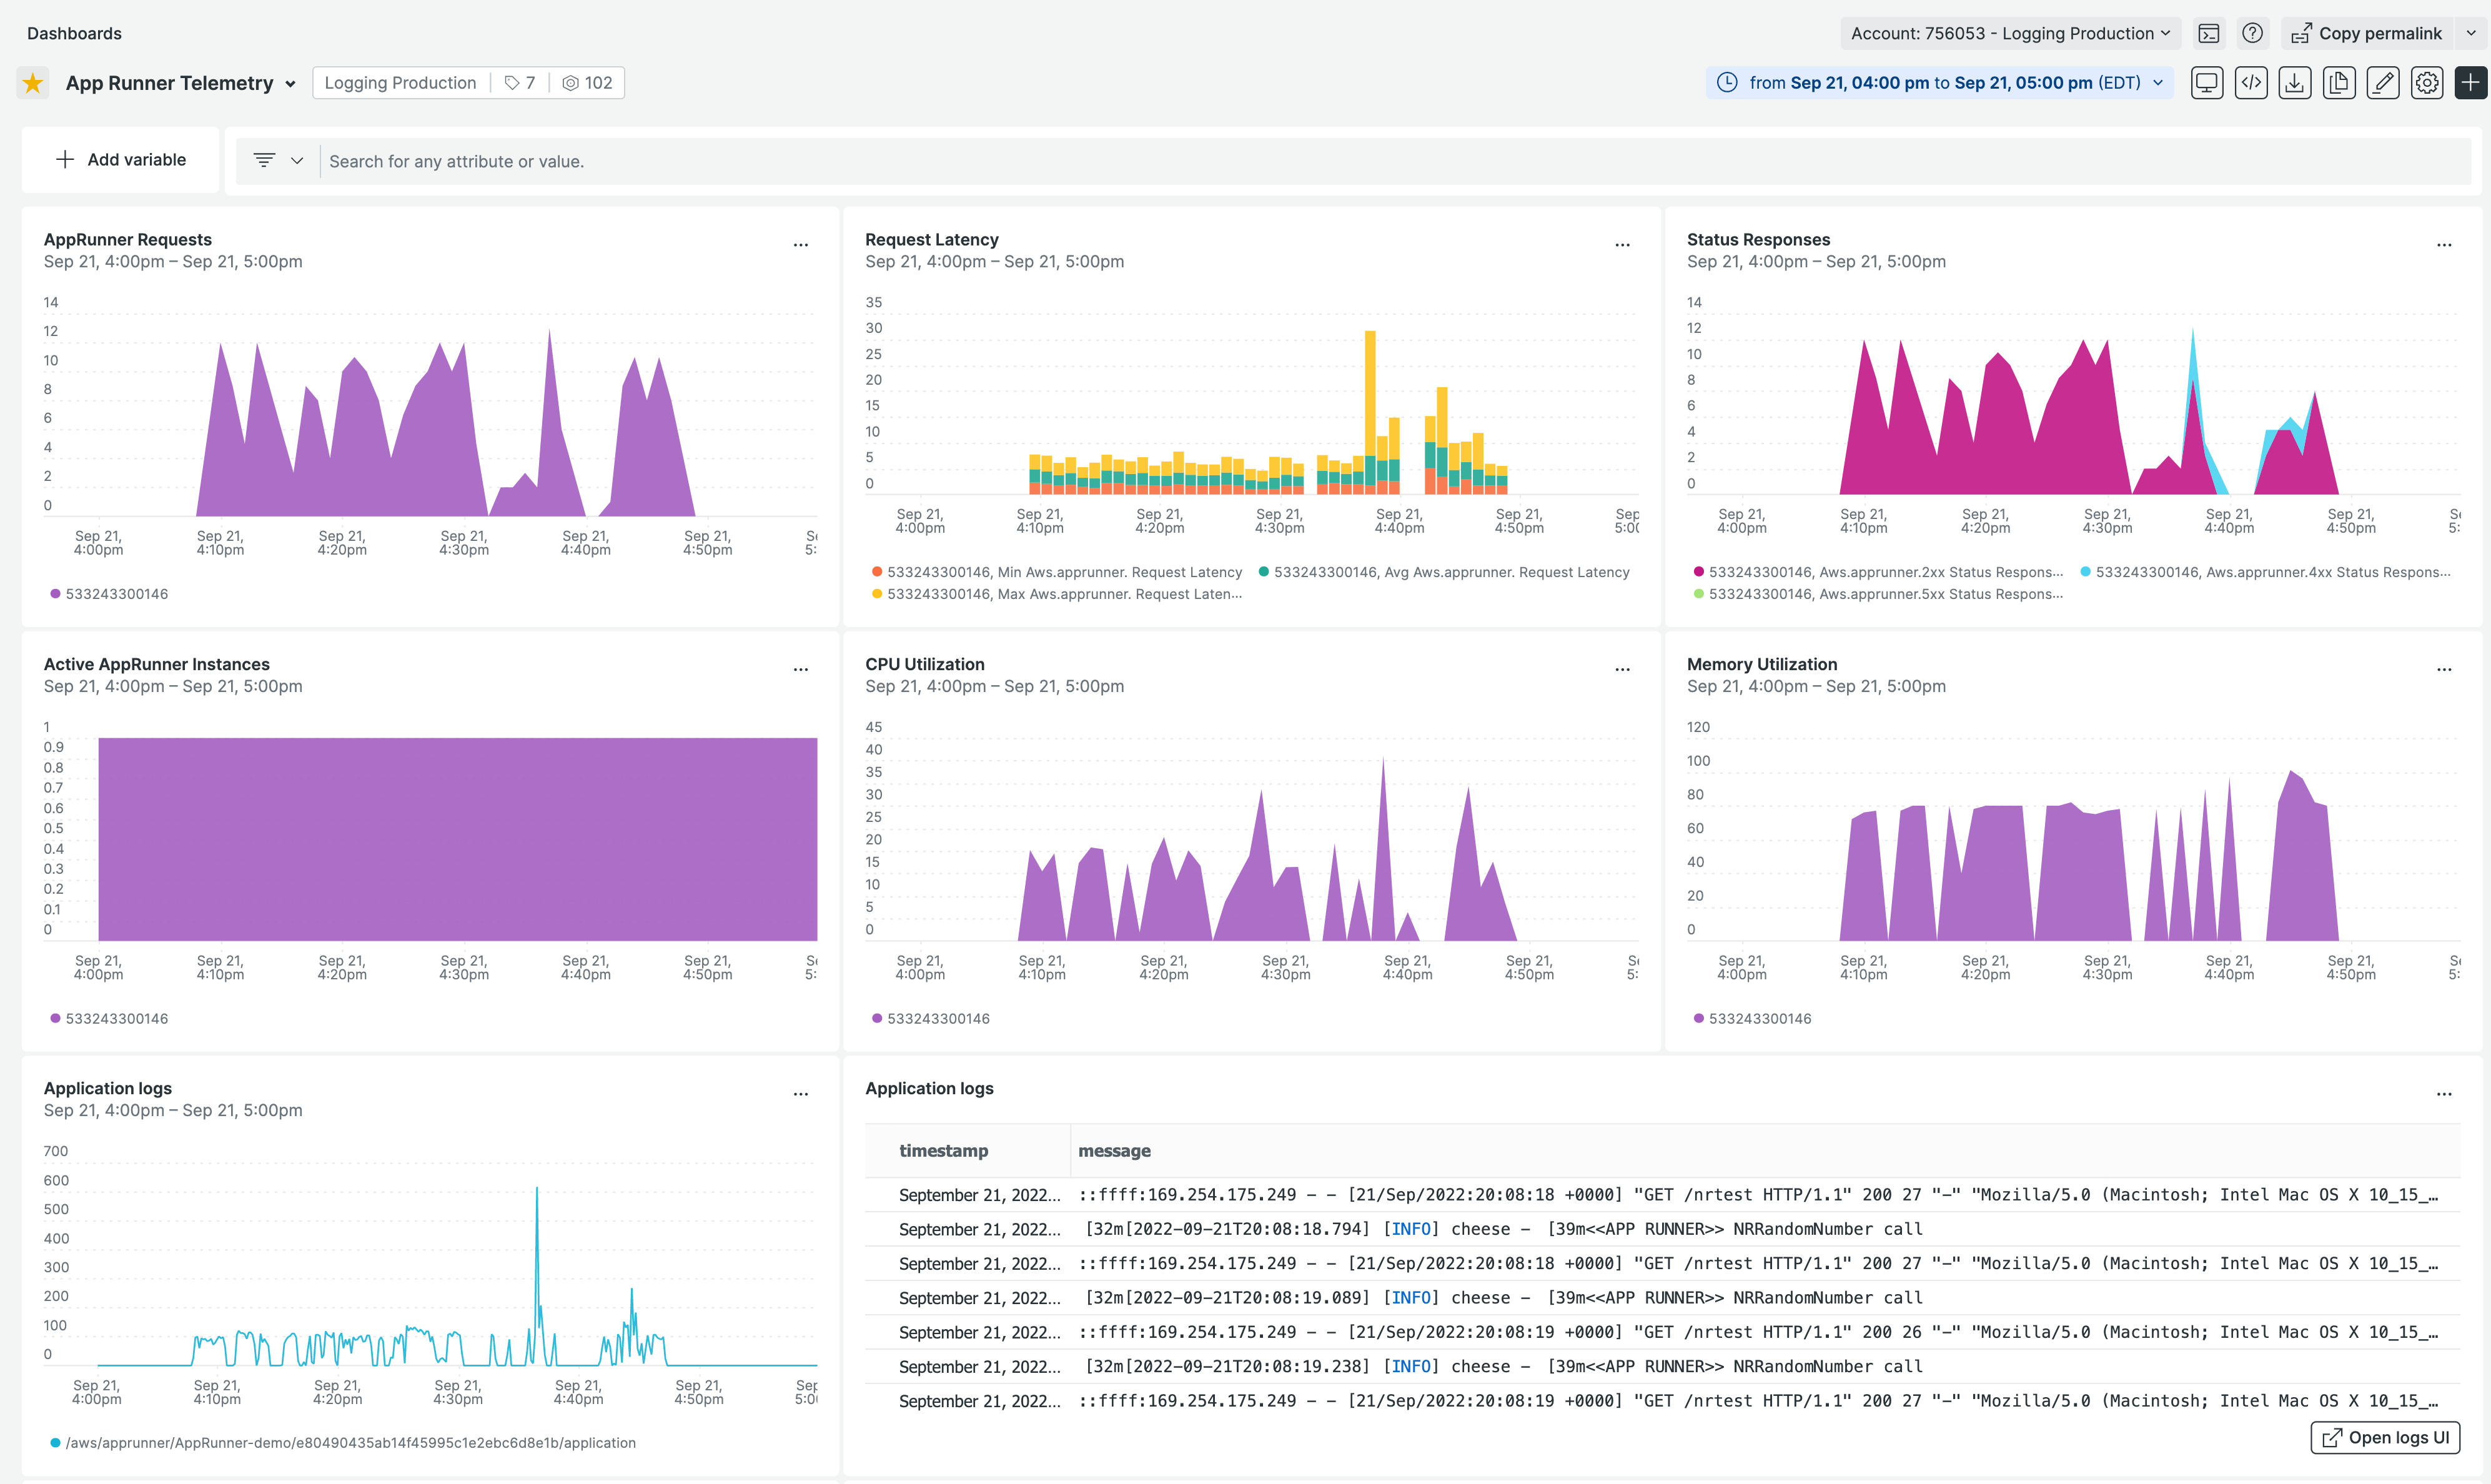 Dashboards
Account: 756053 - Logging Production
Copy permalink
App Runner Telemetry
Logging Production
7
102
from Sep 21, 04:00 pm to Sep 21, 05:00 pm (EDT)
Add variable
Search for any attribute or value.
AppRunner Requests
Sep 21, 4:00pm – Sep 21, 5:00pm
14
12
10
8
6
4
2
0
Sep 21, Sep 21, Sep 21, Sep 21, Sep 21, Sep 21, S
4:00pm 4:10pm 4:20pm 4:30pm 4:40pm 4:50pm 5:
533243300146
Request Latency
Sep 21, 4:00pm – Sep 21, 5:00pm
35
30
25
20
15
10
5
0
Sep 21, Sep 21, Sep 21, Sep 21, Sep 21, Sep 21, Sep
4:00pm 4:10pm 4:20pm 4:30pm 4:40pm 4:50pm 5:0
533243300146, Min Aws.apprunner. Request Latency 533243300146, Avg Aws.apprunner. Request Latency
533243300146, Max Aws.apprunner. Request Laten...
Status Responses
Sep 21, 4:00pm – Sep 21, 5:00pm
14
12
10
8
6
4
2
0
Sep 21, Sep 21, Sep 21, Sep 21, Sep 21, Sep 21, S
4:00pm 4:10pm 4:20pm 4:30pm 4:40pm 4:50pm 5:
533243300146, Aws.apprunner.2xx Status Respons... 533243300146, Aws.apprunner.4xx Status Respons...
533243300146, Aws.apprunner.5xx Status Respons...
Active AppRunner Instances
Sep 21, 4:00pm – Sep 21, 5:00pm
1
0.9
0.8
0.7
0.6
0.5
0.4
0.3
0.2
0.1
0
Sep 21, Sep 21, Sep 21, Sep 21, Sep 21, Sep 21, S
4:00pm 4:10pm 4:20pm 4:30pm 4:40pm 4:50pm 5:
533243300146
CPU Utilization
Sep 21, 4:00pm – Sep 21, 5:00pm
45
40
35
30
25
20
15
10
5
0
Sep 21, Sep 21, Sep 21, Sep 21, Sep 21, Sep 21, S
4:00pm 4:10pm 4:20pm 4:30pm 4:40pm 4:50pm 5:
533243300146
Memory Utilization
Sep 21, 4:00pm – Sep 21, 5:00pm
120
100
80
60
40
20
0
Sep 21, Sep 21, Sep 21, Sep 21, Sep 21, Sep 21, S
4:00pm 4:10pm 4:20pm 4:30pm 4:40pm 4:50pm 5:
533243300146
Application logs
Sep 21, 4:00pm – Sep 21, 5:00pm
700
600
500
400
300
200
100
0
Sep 21, Sep 21, Sep 21, Sep 21, Sep 21, Sep 21, Sep
4:00pm 4:10pm 4:20pm 4:30pm 4:40pm 4:50pm 5:0
/aws/apprunner/AppRunner-demo/e80490435ab14f45995c1e2ebc6d8e1b/application
Application logs
timestamp message
September 21, 2022... ::ffff:169.254.175.249 - - [21/Sep/2022:20:08:18 +0000] "GET /nrtest HTTP/1.1" 200 27 "-" "Mozilla/5.0 (Macintosh; Intel Mac OS X 10_15_...
September 21, 2022... [32m[2022-09-21T20:08:18.794] [INFO] cheese - [39m<<APP RUNNER>> NRRandomNumber call
September 21, 2022... ::ffff:169.254.175.249 - - [21/Sep/2022:20:08:18 +0000] "GET /nrtest HTTP/1.1" 200 27 "-" "Mozilla/5.0 (Macintosh; Intel Mac OS X 10_15_...
September 21, 2022... [32m[2022-09-21T20:08:19.089] [INFO] cheese - [39m<<APP RUNNER>> NRRandomNumber call
September 21, 2022... ::ffff:169.254.175.249 - - [21/Sep/2022:20:08:19 +0000] "GET /nrtest HTTP/1.1" 200 26 "-" "Mozilla/5.0 (Macintosh; Intel Mac OS X 10_15_...
September 21, 2022... [32m[2022-09-21T20:08:19.238] [INFO] cheese - [39m<<APP RUNNER>> NRRandomNumber call
September 21, 2022... ::ffff:169.254.175.249 - - [21/Sep/2022:20:08:19 +0000] "GET /nrtest HTTP/1.1" 200 27 "-" "Mozilla/5.0 (Macintosh; Intel Mac OS X 10_15_...
Open logs UI